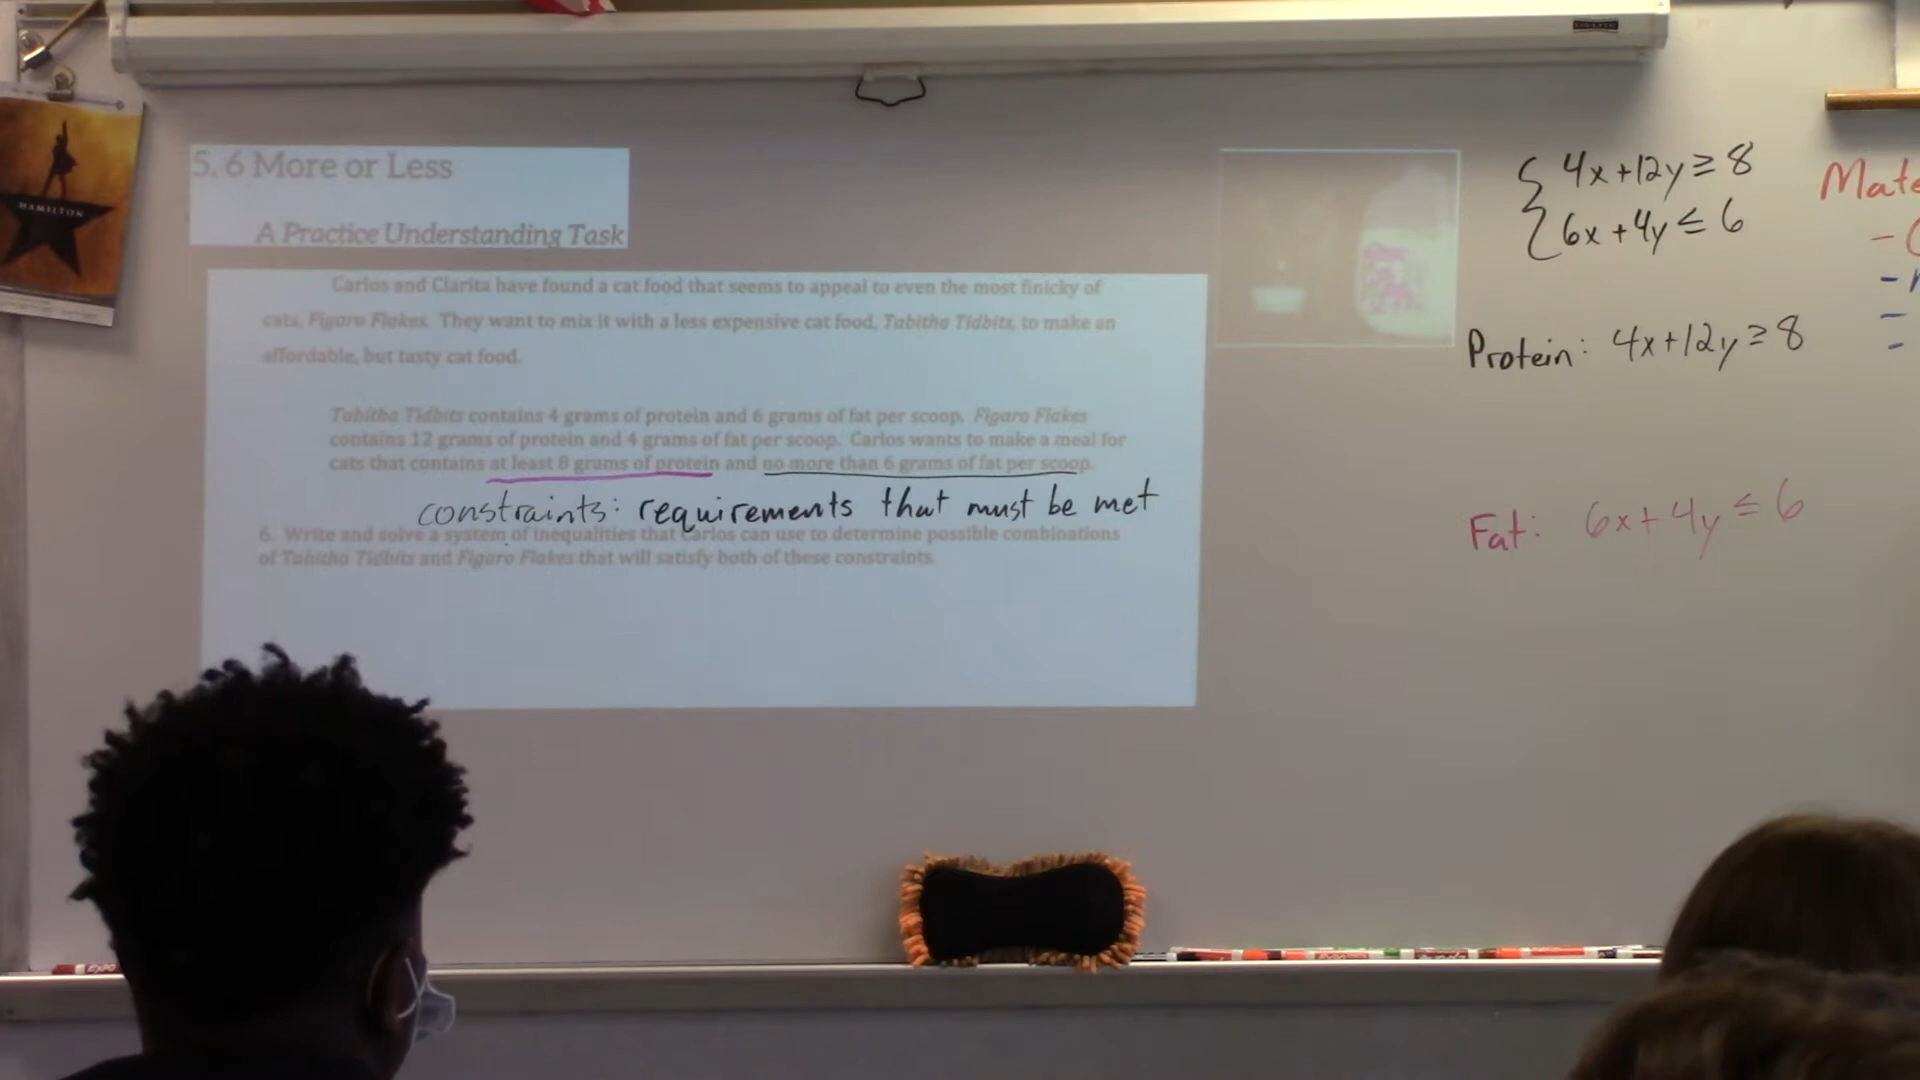 HAMILTON
5. 6 More or Less
A Practice Understanding Task
Carlos and Clarita have found a cat food that seems to appeal to even the most finicky of
cats, Figaro Flakes. They want to mix it with a less expensive cat food, Tabitha Tidbits, to make an
affordable, but tasty cat food.
Tabitha Tidbits contains 4 grams of protein and 6 grams of fat per scoop. Figaro Flakes
contains 12 grams of protein and 4 grams of fat per scoop. Carlos wants to make a meal for
cats that contains at least 8 grams of protein and no more than 6 grams of fat per scoop.
constraints: requirements that must be met
6. Write and solve a system of inequalities that Carlos can use to determine possible combinations
of Tabitha Tidbits and Figaro Flakes that will satisfy both of these constraints.
4x+12y≥8
6x+4y≤6
Protein: 4x+12y≥8
Fat: 6x+4y≤6
EXPO